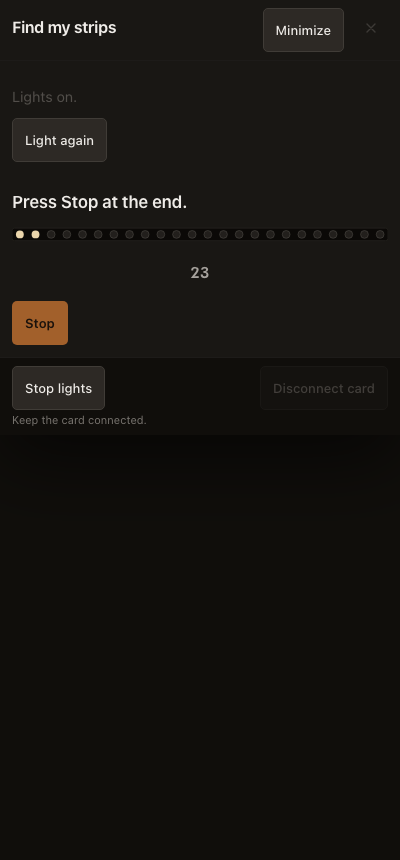 Find my strips
Minimize
Lights on.
Light again
Press Stop at the end.
23
Stop
Stop lights
Disconnect card
Keep the card connected.